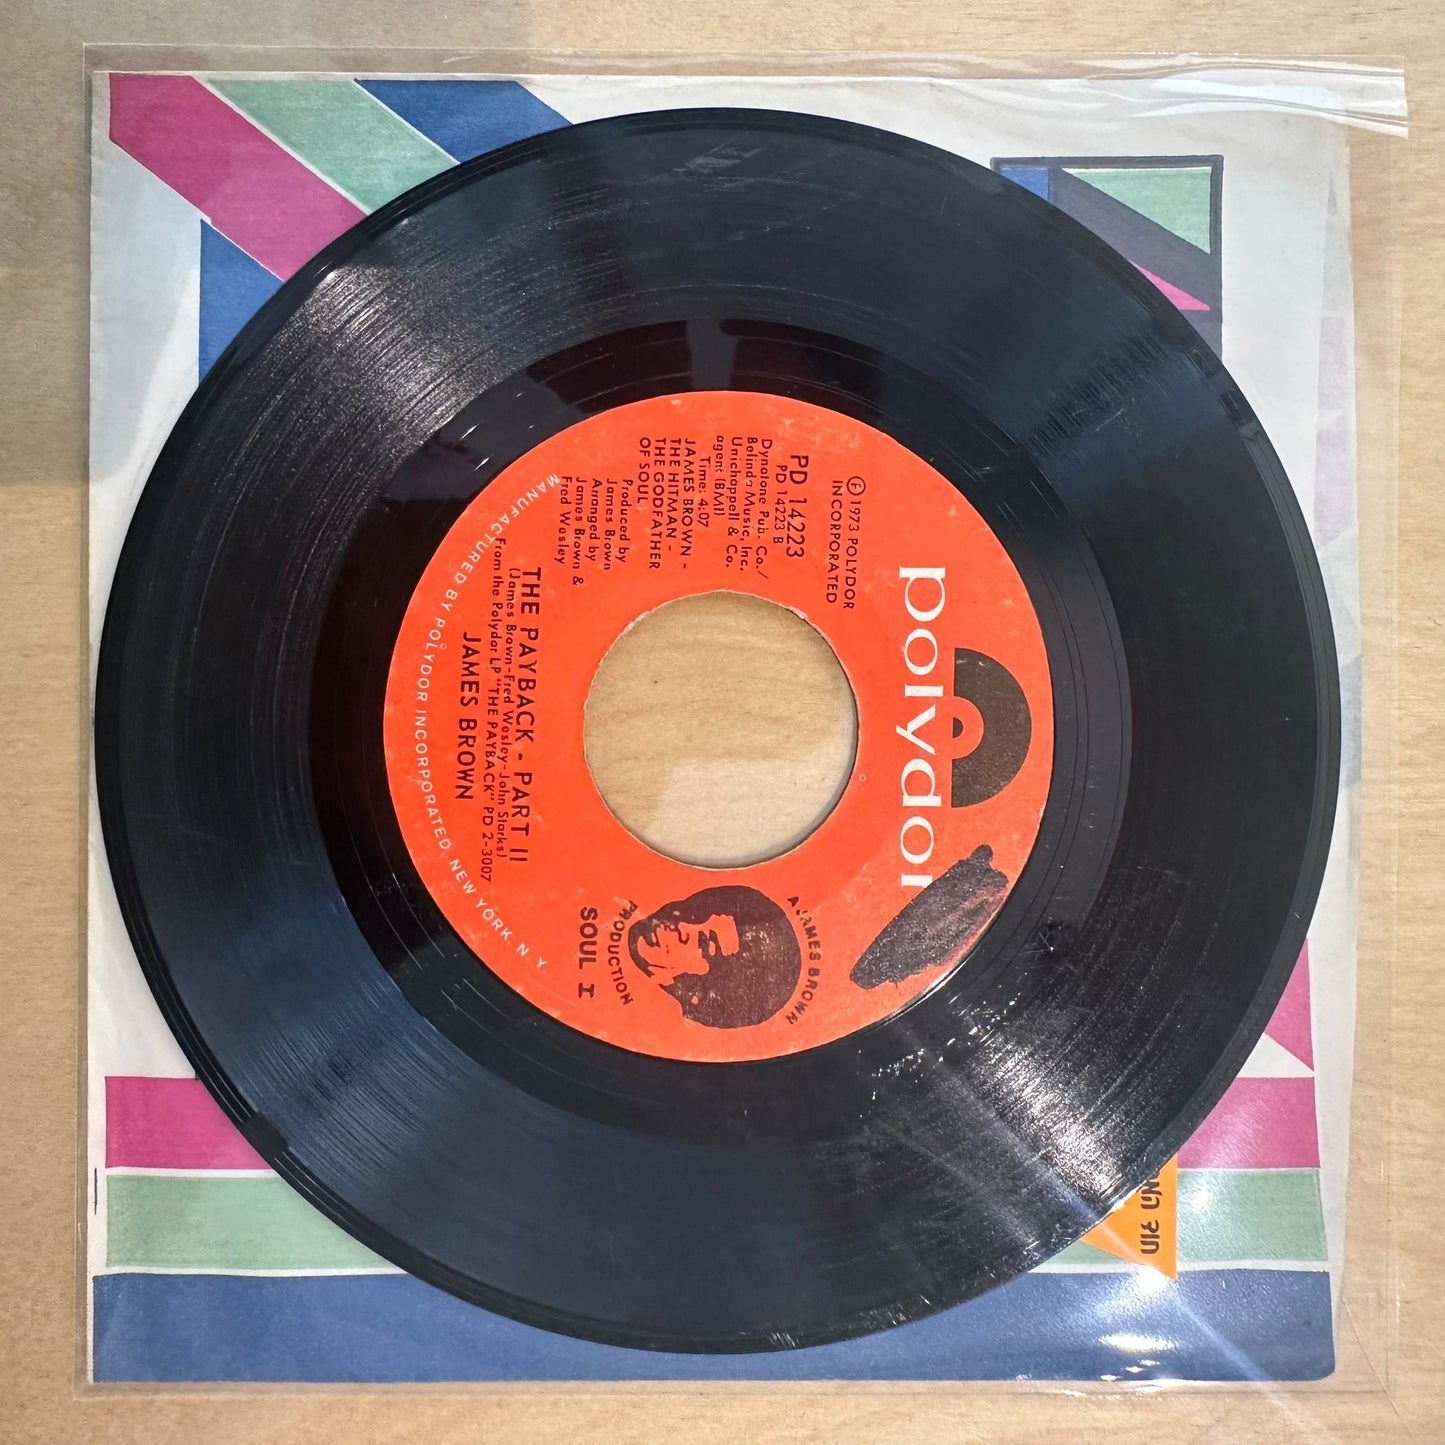 polydor
Ⓟ 1973 POLYDOR
INCORPORATED
PD 14223
PD 14223 B
Dynatone Pub. Co./
Belinda Music, Inc.
Unichappell & Co.
agent (BMI)
Time: 4:07
JAMES BROWN -
THE HITMAN -
THE GODFATHER
OF SOUL
Produced by
James Brown
Arranged by
James Brown &
Fred Wesley
A JAMES BROWN
PRODUCTION
SOUL I
THE PAYBACK - PART II
(James Brown-Fred Wesley-John Starks)
From the Polydor LP "THE PAYBACK" PD 2-3007
JAMES BROWN
MANUFACTURED BY POLYDOR INCORPORATED, NEW YORK, N.Y.